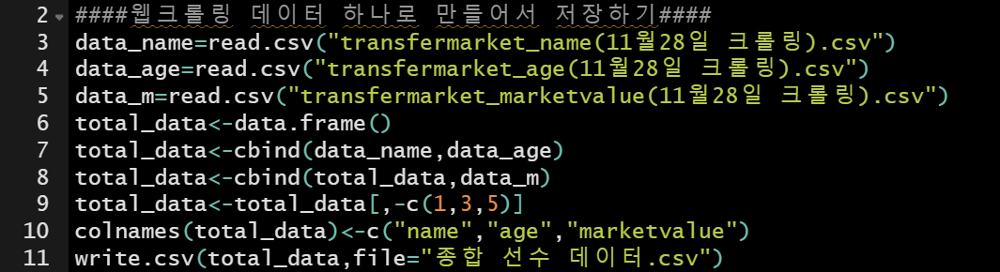 2 ####웹크롤링 데이터 하나로 만들어서 저장하기####
3 data_name=read.csv("transfermarket_name(11월28일 크롤링).csv")
4 data_age=read.csv("transfermarket_age(11월28일 크롤링).csv")
5 data_m=read.csv("transfermarket_marketvalue(11월28일 크롤링).csv")
6 total_data<-data.frame()
7 total_data<-cbind(data_name,data_age)
8 total_data<-cbind(total_data,data_m)
9 total_data<-total_data[,-c(1,3,5)]
10 colnames(total_data)<-c("name","age","marketvalue")
11 write.csv(total_data,file="종합 선수 데이터.csv")